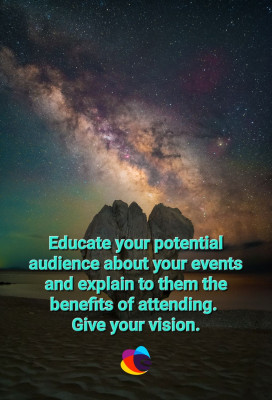 Educate your potential
audience about your events
and explain to them the
benefits of attending.
Give your vision.